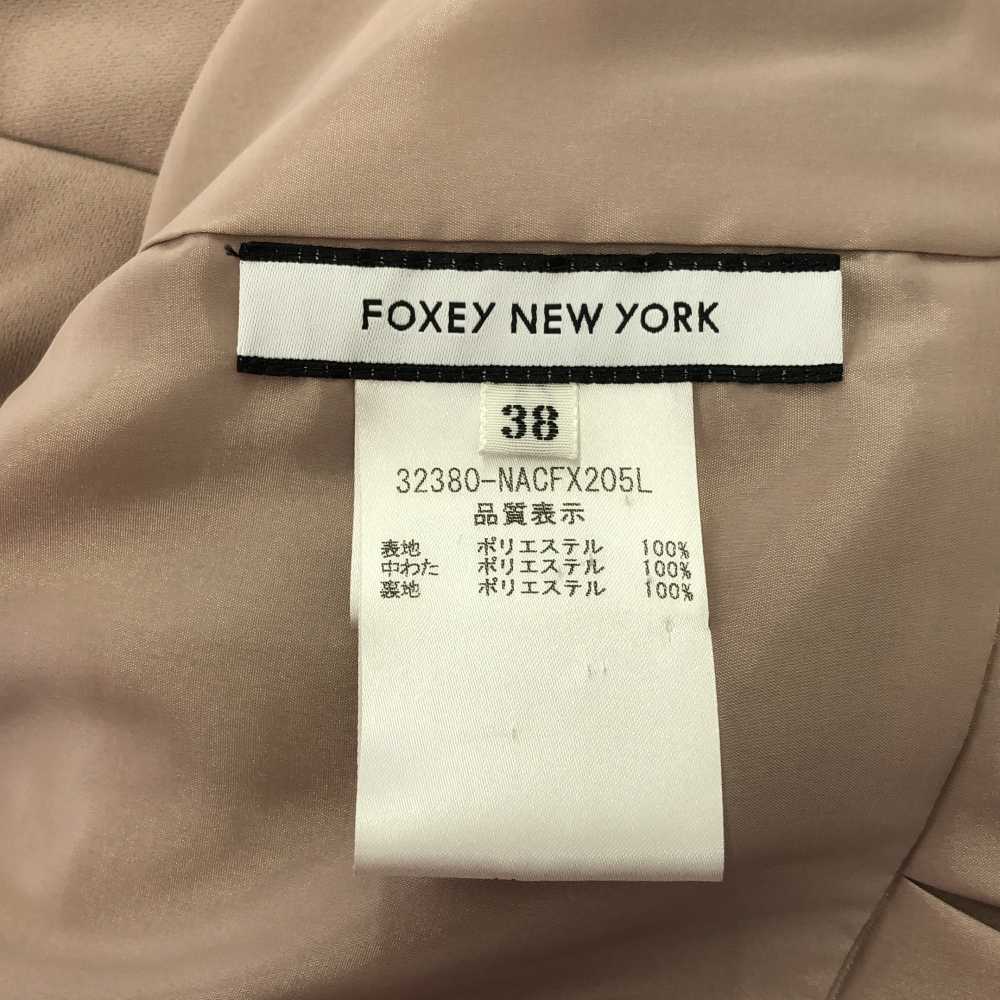 FOXEY NEW YORK
38
32380-NACFX205L
品質表示
表地 ポリエステル 100%
中わた ポリエステル 100%
裏地 ポリエステル 100%